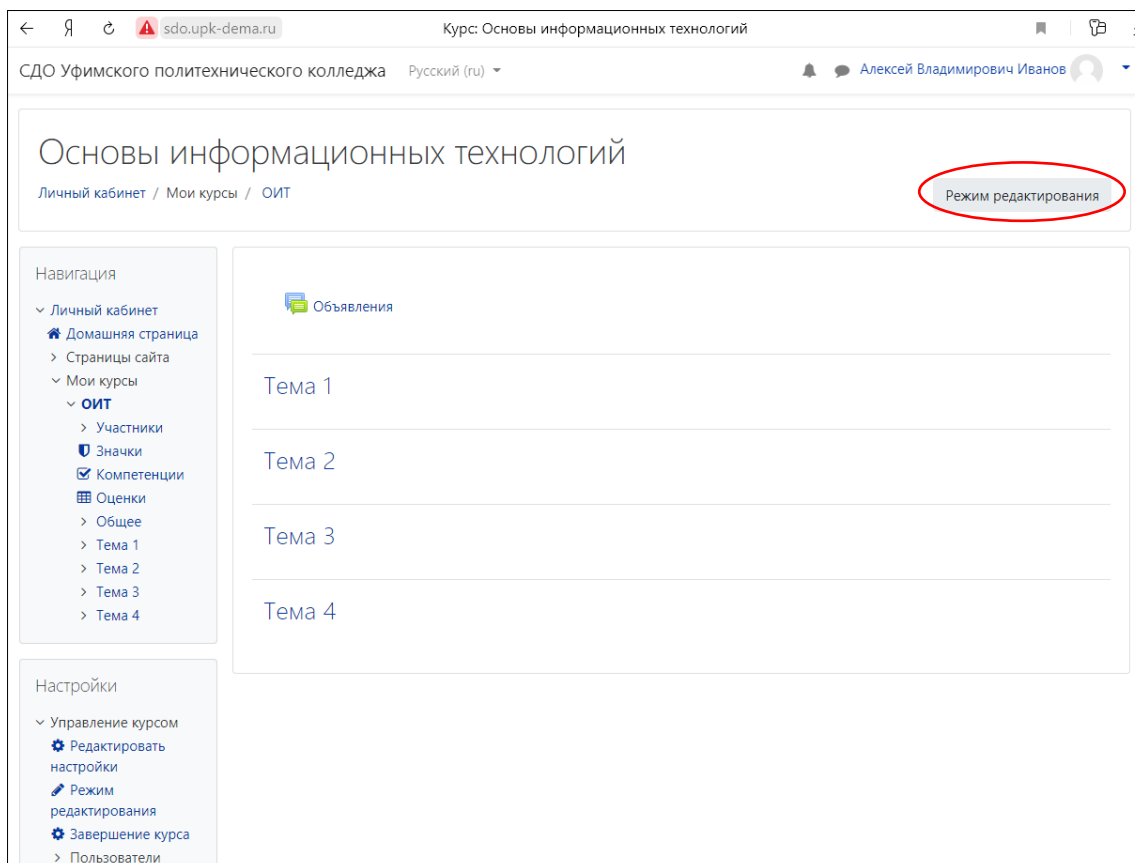 sdo.upk-dema.ru Курс: Основы информационных технологий
СДО Уфимского политехнического колледжа Русский (ru) Алексей Владимирович Иванов
Основы информационных технологий
Личный кабинет / Мои курсы / ОИТ
Режим редактирования
Навигация
Личный кабинет
Домашняя страница
Страницы сайта
Мои курсы
ОИТ
Участники
Значки
Компетенции
Оценки
Общее
Тема 1
Тема 2
Тема 3
Тема 4
Объявления
Тема 1
Тема 2
Тема 3
Тема 4
Настройки
Управление курсом
Редактировать
настройки
Режим
редактирования
Завершение курса
Пользователи